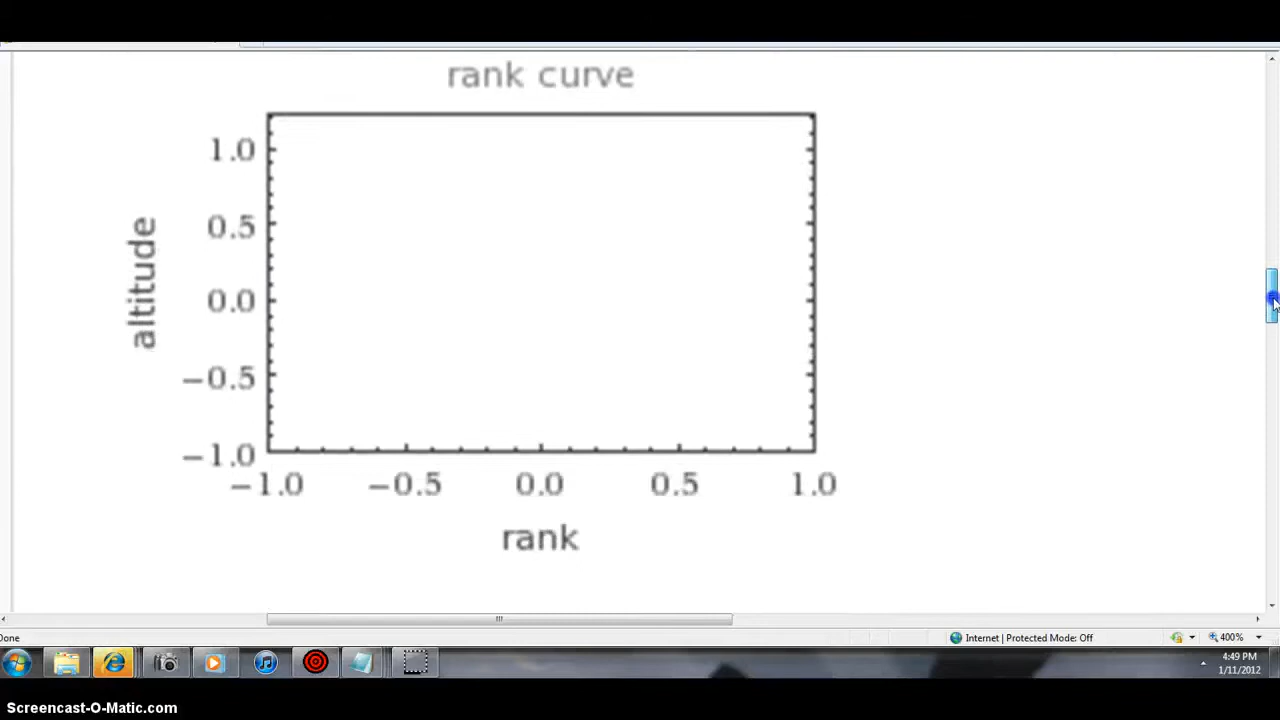 rank curve
1.0
0.5
0.0
−0.5
−1.0
altitude
−1.0 −0.5 0.0 0.5 1.0
rank
Done
Internet | Protected Mode: Off
400%
4:49 PM
1/11/2012
Screencast-O-Matic.com